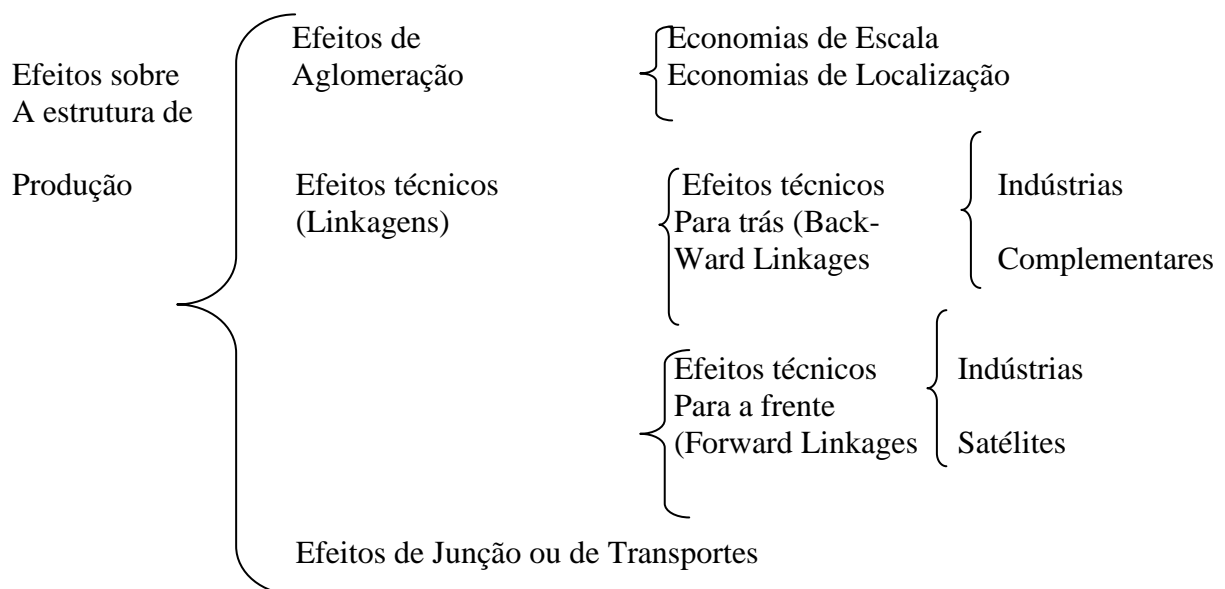 Efeitos sobre
A estrutura de
Produção
Efeitos de
Aglomeração
Economias de Escala
Economias de Localização
Efeitos técnicos
(Linkagens)
Efeitos técnicos
Para trás (Back-
Ward Linkages
Indústrias
Complementares
Efeitos técnicos
Para a frente
(Forward Linkages
Indústrias
Satélites
Efeitos de Junção ou de Transportes